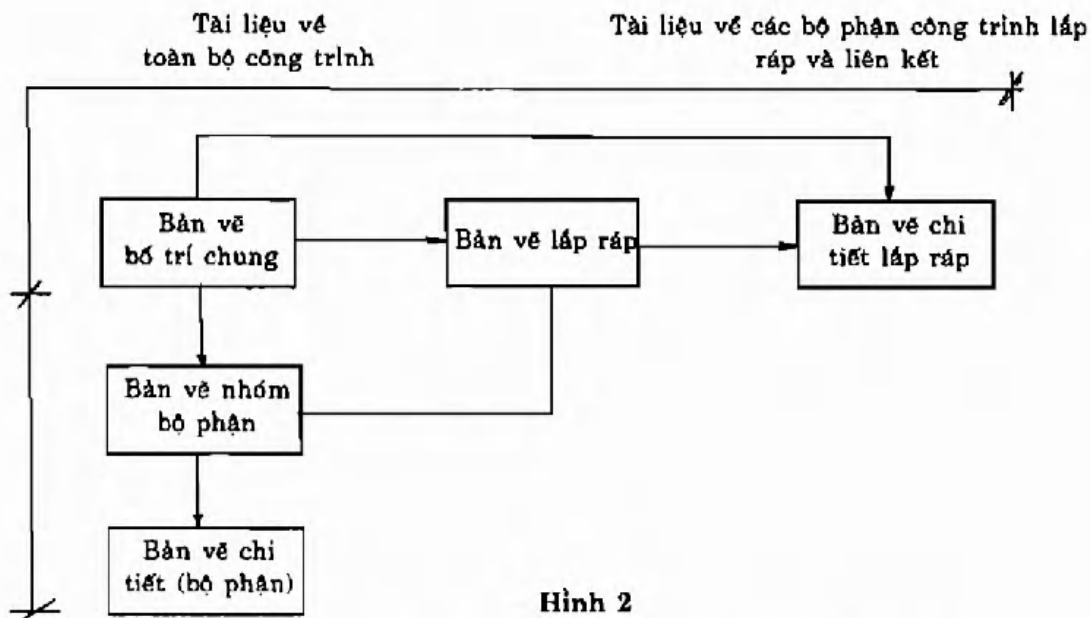 Tài liệu về
toàn bộ công trình
Tài liệu về các bộ phận công trình lắp
ráp và liên kết
Bản vẽ
bố trí chung
Bản vẽ lắp ráp
Bản vẽ chi
tiết lắp ráp
Bản vẽ nhóm
bộ phận
Bản vẽ chi
tiết (bộ phận)
Hình 2